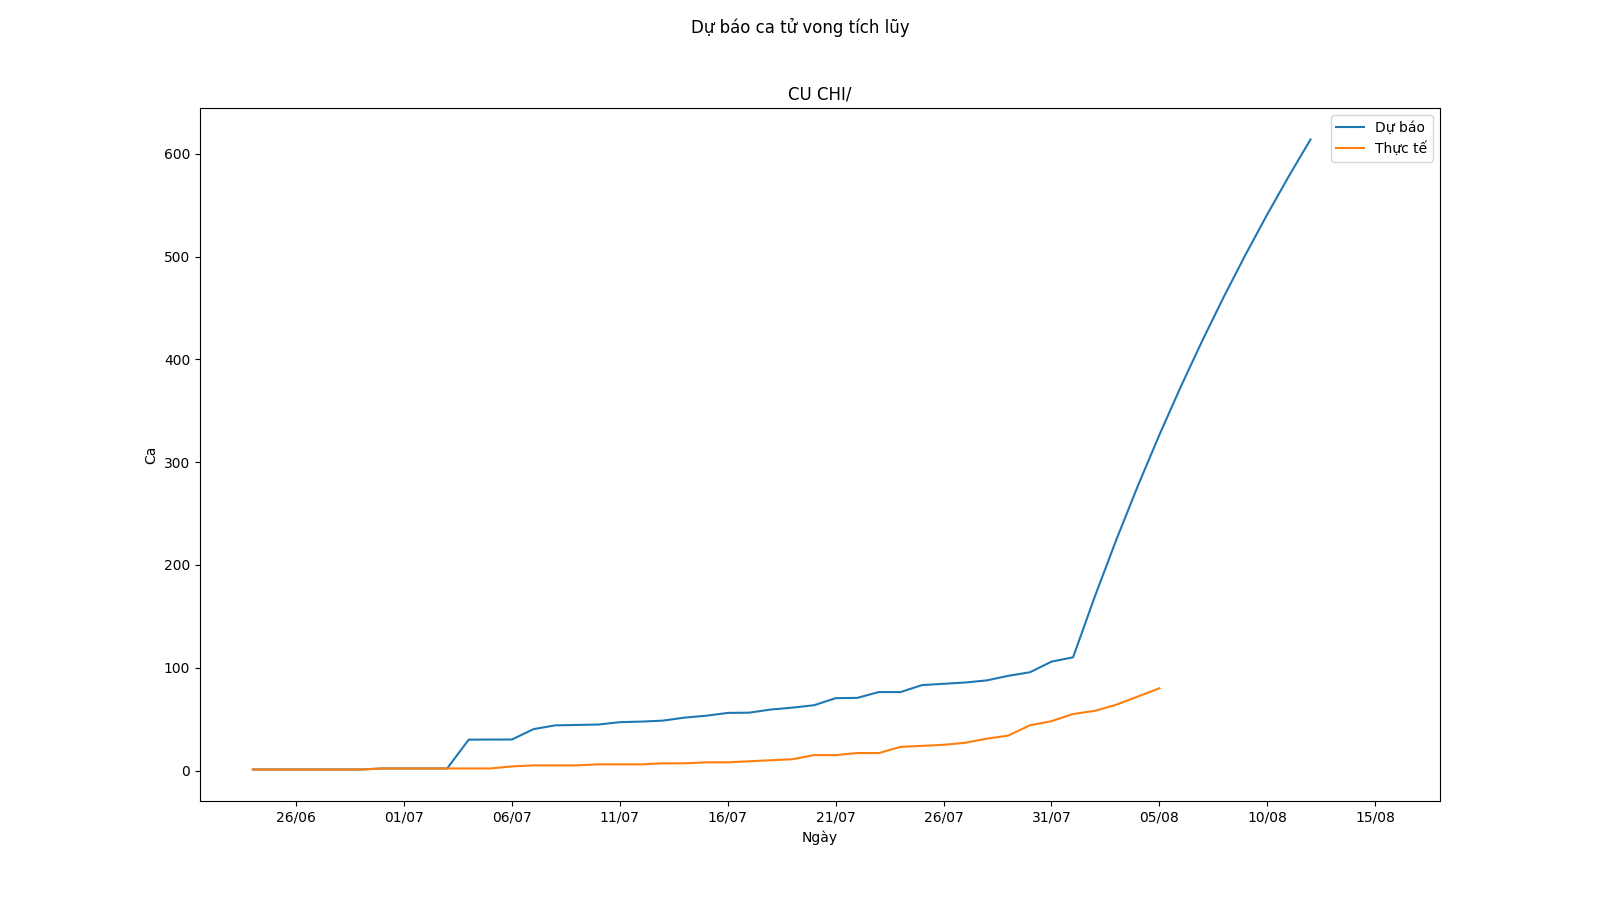 Dự báo ca tử vong tích lũy
CU CHI/
Dự báo
Thực tế
600
500
400
300
200
100
0
Ca
26/06 01/07 06/07 11/07 16/07 21/07 26/07 31/07 05/08 10/08 15/08
Ngày